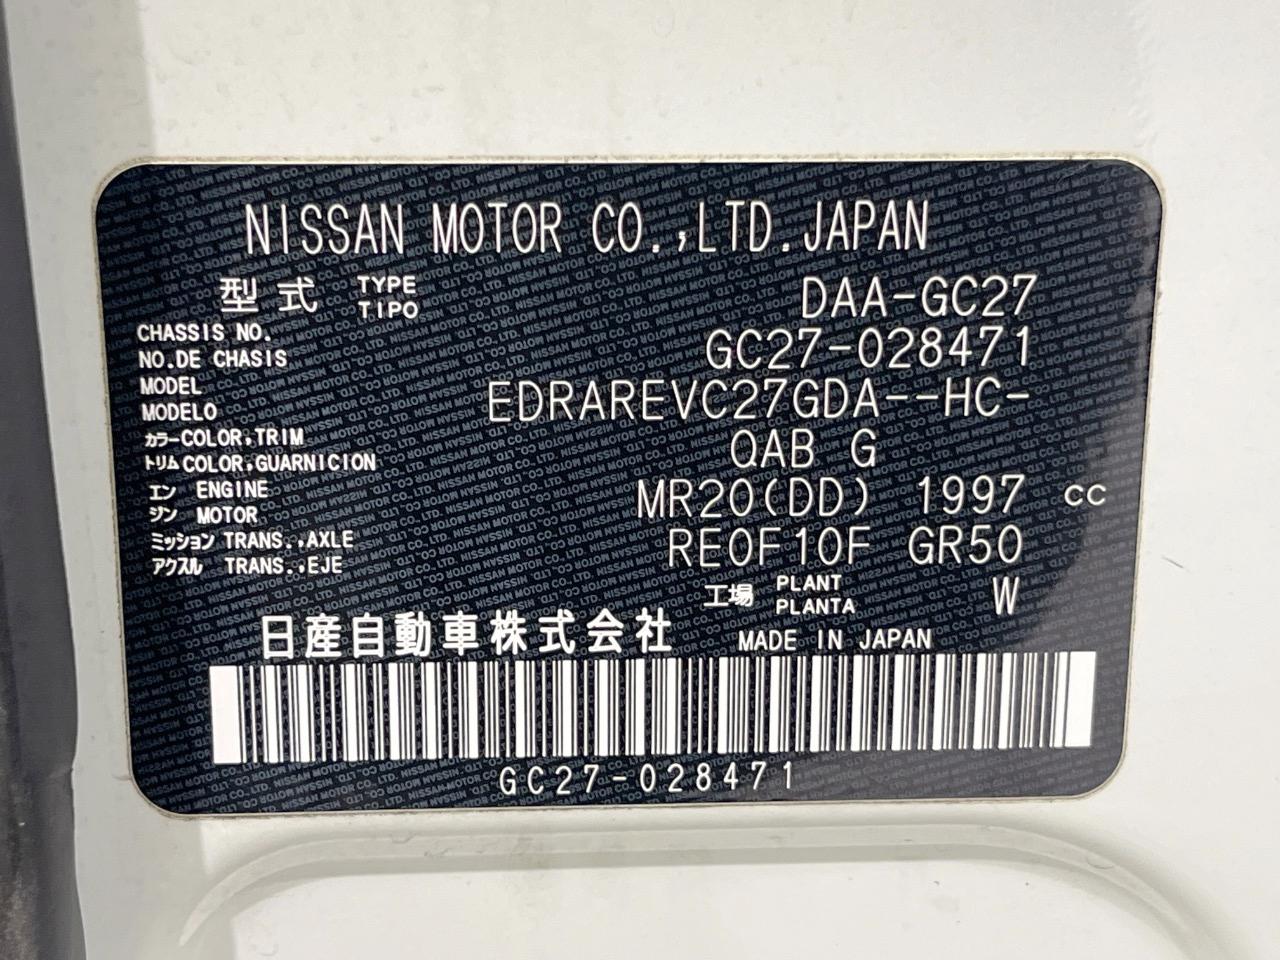 NISSAN MOTOR CO.,LTD.JAPAN
型式 TYPE TIPO DAA-GC27
CHASSIS NO.
NO.DE CHASIS GC27-028471
MODEL
MODELO EDRAREVC27GDA--HC-
カラー COLOR,TRIM
トリム COLOR,GUARNICION QAB G
エン ENGINE
ジン MOTOR MR20(DD) 1997 CC
ミッション TRANS.,AXLE
アクスル TRANS.,EJE RE0F10F GR50
工場 PLANT PLANTA W
日産自動車株式会社 MADE IN JAPAN
GC27-028471